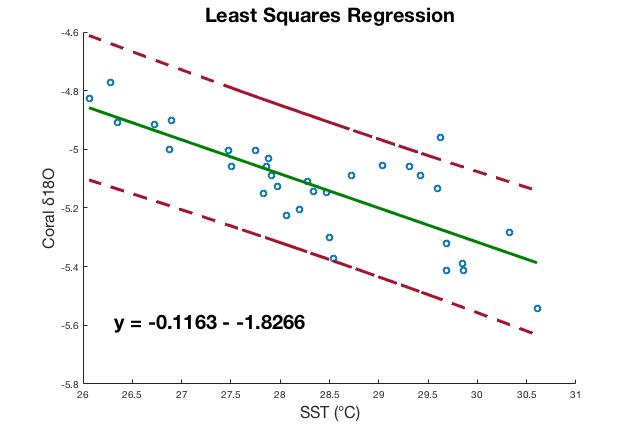 Least Squares Regression
-4.6
-4.8
-5
-5.2
-5.4
-5.6
-5.8
Coral δ18O
y = -0.1163 - -1.8266
26 26.5 27 27.5 28 28.5 29 29.5 30 30.5 31
SST (°C)